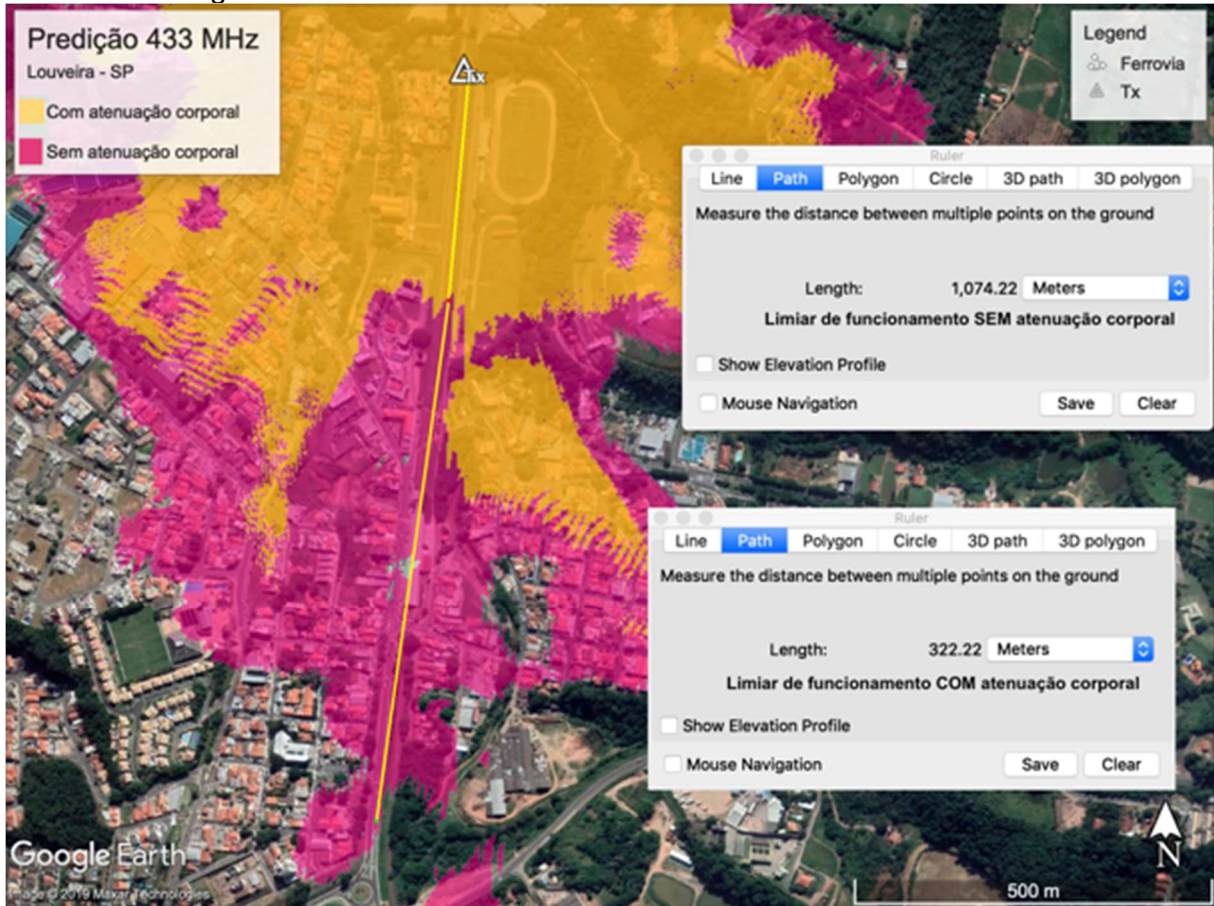 Predição 433 MHz
Louveira - SP
Com atenuação corporal
Sem atenuação corporal
Tx
Legend
Ferrovia
Tx
Ruler
Line Path Polygon Circle 3D path 3D polygon
Measure the distance between multiple points on the ground
Length: 1,074.22 Meters
Limiar de funcionamento SEM atenuação corporal
Show Elevation Profile
Mouse Navigation Save Clear
Ruler
Line Path Polygon Circle 3D path 3D polygon
Measure the distance between multiple points on the ground
Length: 322.22 Meters
Limiar de funcionamento COM atenuação corporal
Show Elevation Profile
Mouse Navigation Save Clear
Google Earth
Image © 2019 Maxar Technologies
N
500 m